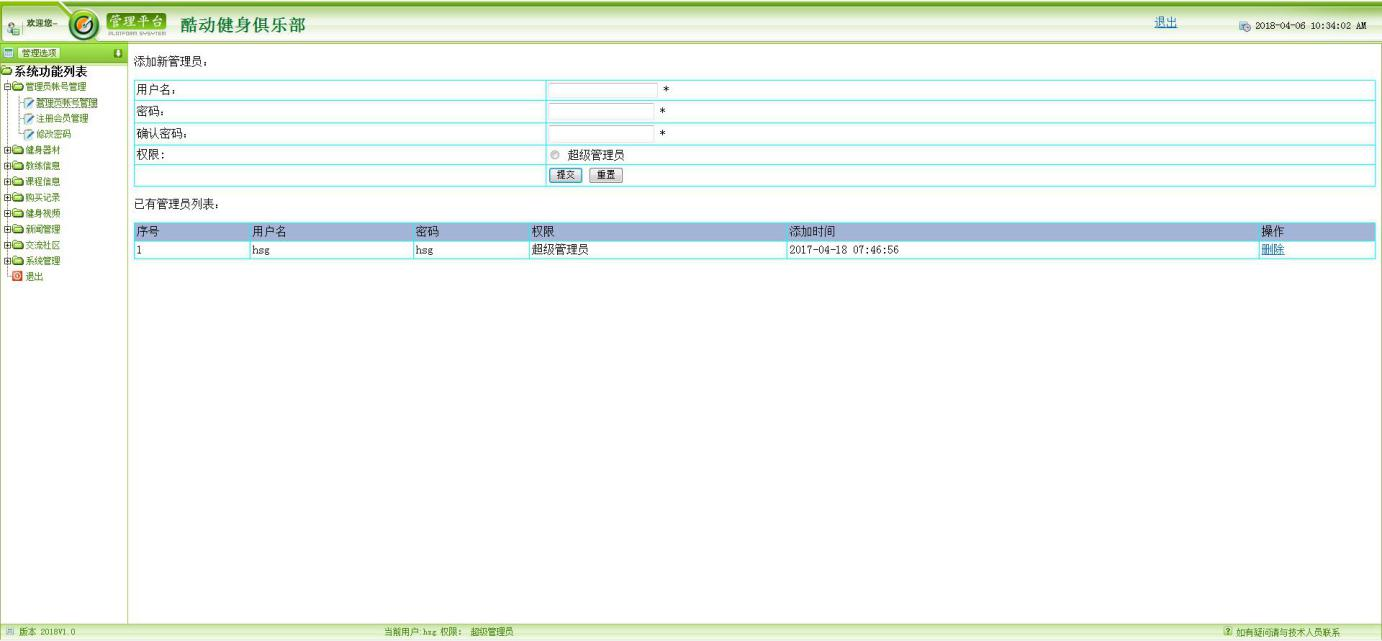 欢迎您-
管理平台
PLATFORM SYSYTEM
酷动健身俱乐部
退出
2018-04-06 10:34:02 AM
管理选项
系统功能列表
管理员帐号管理
管理员帐号管理
注册会员管理
修改密码
健身器材
教练信息
课程信息
购买记录
健身视频
新闻管理
交流社区
系统管理
退出
添加新管理员：
用户名： *
密码： *
确认密码： *
权限： 超级管理员
提交 重置
已有管理员列表：
序号 用户名 密码 权限 添加时间 操作
1 hsg hsg 超级管理员 2017-04-18 07:46:56 删除
版本 2018V1.0 当前用户:hsg 权限： 超级管理员 如有疑问请与技术人员联系